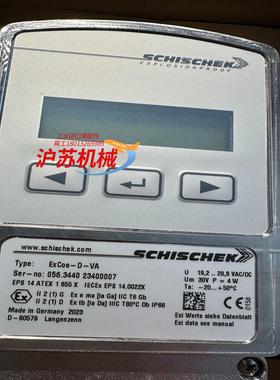 SCHISCHEK
EXPLOSIONPROOF
沪苏机械
www.schischek.com
SCHISCHEK
Type: ExCos-D-VA
Ser-no: 056.3440 23400007
EPS 14 ATEX 1 655 X IECEx EPS 14.0022X
U 19,2 ... 28,8 VAC/DC
Um 30V P = 4 W
Ta: -20...+50°C
II 2 (1) G Ex e ma [ia Ga] IIC T6 Gb
II 2 (1) D Ex tb [ia Da] IIIC T80°C Db IP66
Made in Germany 2023
D-90579 Langenzenn
Exi Werte siehe Datenblatt
Exi data see manual
0158